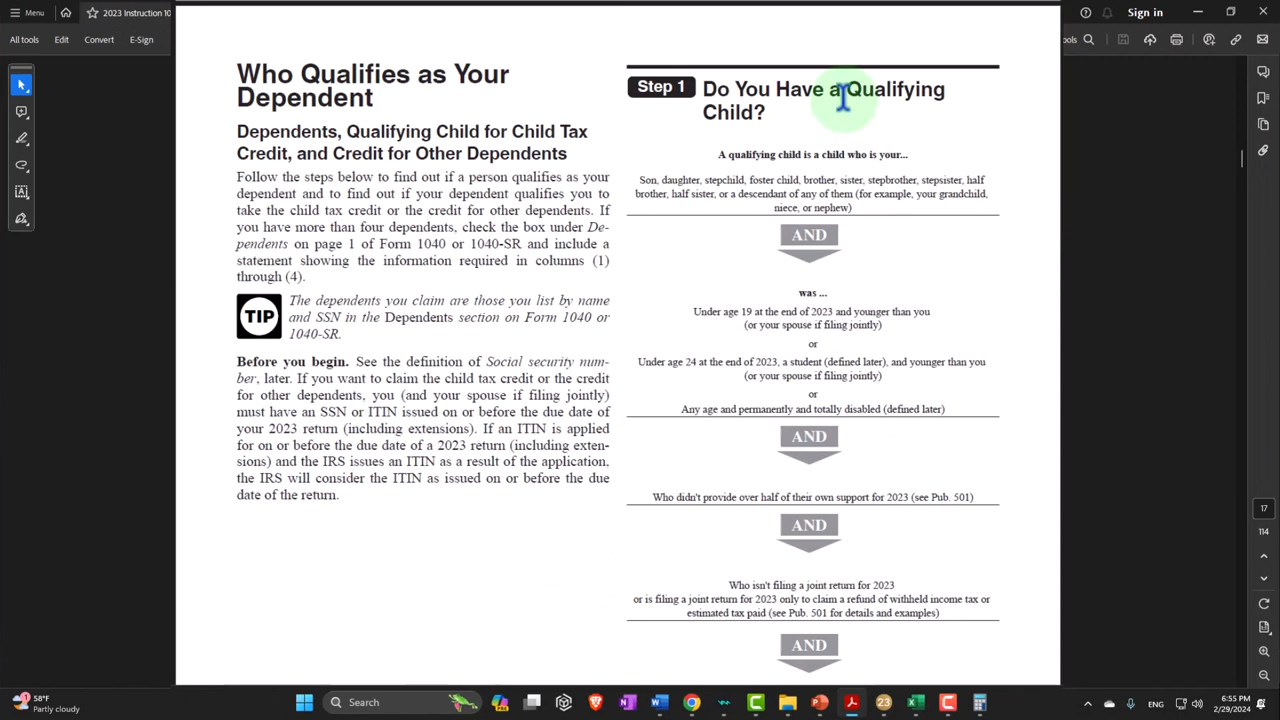 Menu
2023 Instruction 10
Sign in
All tools
Edit
Convert
E-Sign
ools
Who Qualifies as Your
Dependent
Dependents, Qualifying Child for Child Tax
Credit, and Credit for Other Dependents
Follow the steps below to find out if a person qualifies as your
dependent and to find out if your dependent qualifies you to
take the child tax credit or the credit for other dependents. If
you have more than four dependents, check the box under De-
pendents on page 1 of Form 1040 or 1040-SR and include a
statement showing the information required in columns (1)
through (4).
TIP
The dependents you claim are those you list by name
and SSN in the Dependents section on Form 1040 or
1040-SR.
Before you begin. See the definition of Social security num-
ber, later. If you want to claim the child tax credit or the credit
for other dependents, you (and your spouse if filing jointly)
must have an SSN or ITIN issued on or before the due date of
your 2023 return (including extensions). If an ITIN is applied
for on or before the due date of a 2023 return (including exten-
sions) and the IRS issues an ITIN as a result of the application,
the IRS will consider the ITIN as issued on or before the due
date of the return.
Step 1
Do You Have a Qualifying
Child?
A qualifying child is a child who is your...
Son, daughter, stepchild, foster child, brother, sister, stepbrother, stepsister, half
brother, half sister, or a descendant of any of them (for example, your grandchild,
niece, or nephew)
AND
was ...
Under age 19 at the end of 2023 and younger than you
(or your spouse if filing jointly)
or
Under age 24 at the end of 2023, a student (defined later), and younger than you
(or your spouse if filing jointly)
or
Any age and permanently and totally disabled (defined later)
AND
Who didn't provide over half of their own support for 2023 (see Pub. 501)
AND
Who isn't filing a joint return for 2023
or is filing a joint return for 2023 only to claim a refund of withheld income tax or
estimated tax paid (see Pub. 501 for details and examples)
AND
17
114
1
58°F
Partly cloudy
Search
PRE
23
ENG
6:55 PM
2/29/2024